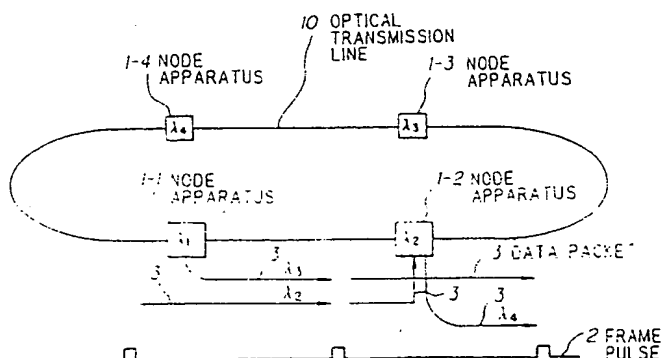 10 OPTICAL
TRANSMISSION
LINE
1-4 NODE
APPARATUS
1-3 NODE
APPARATUS
λ4
λ3
1-1 NODE
APPARATUS
1-2 NODE
APPARATUS
λ1
λ2
3
λ3
3 DATA PACKET
3
λ2
3
3
λ4
2 FRAME
PULSE